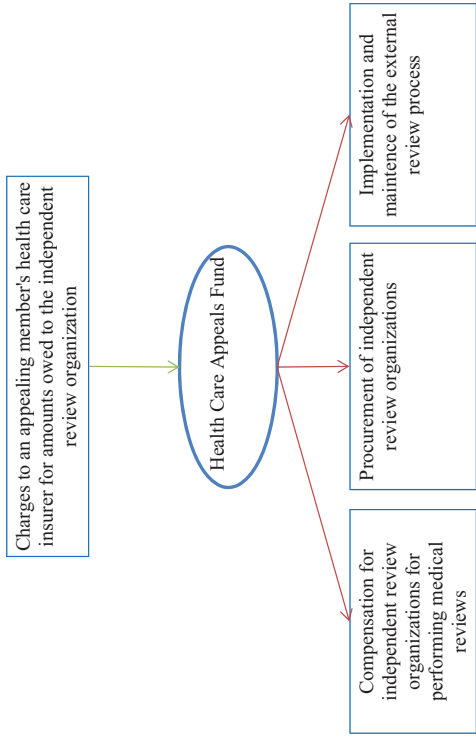 Charges to an appealing member's health care
insurer for amounts owed to the independent
review organization
Health Care Appeals Fund
Compensation for
independent review
organizations for
performing medical
reviews
Procurement of independent
review organizations
Implementation and
maintence of the external
review process